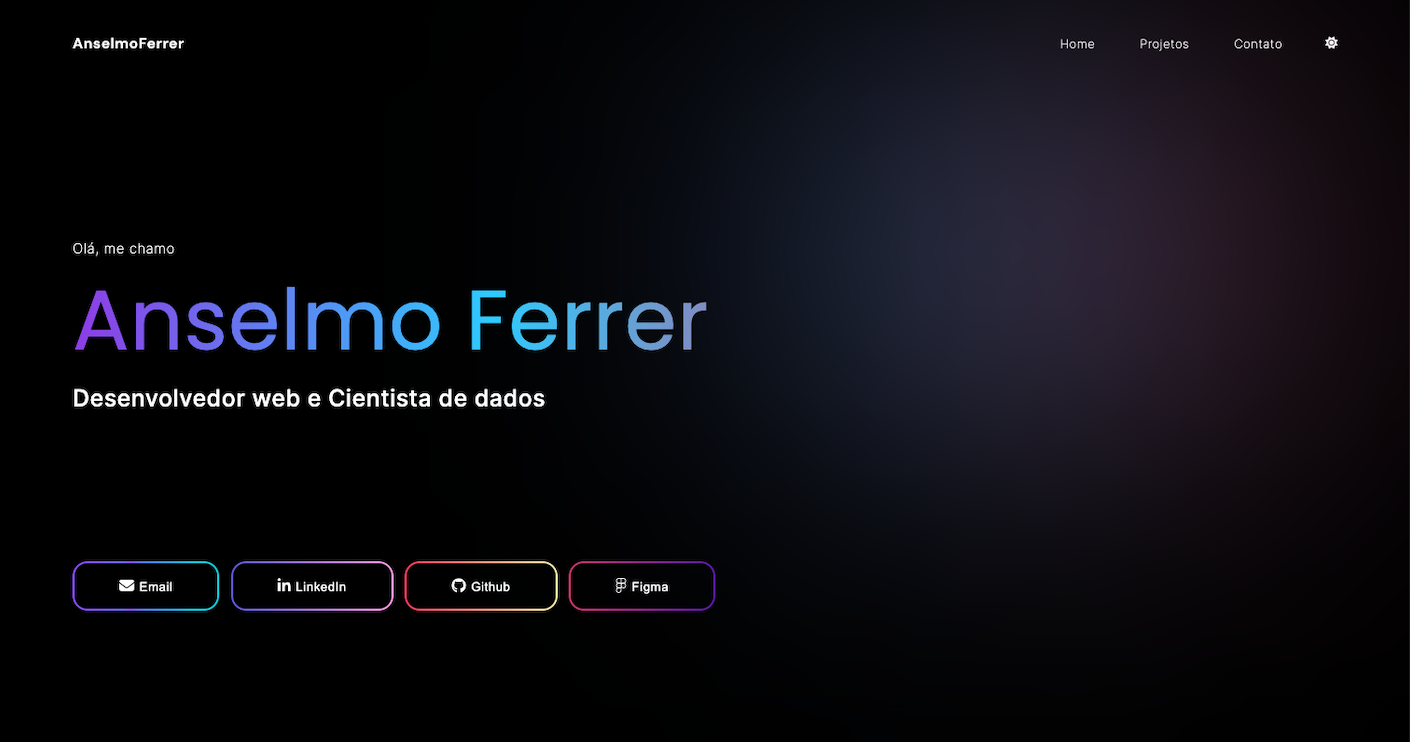 AnselmoFerrer
Home Projetos Contato
Olá, me chamo
Anselmo Ferrer
Desenvolvedor web e Cientista de dados
Email LinkedIn Github Figma